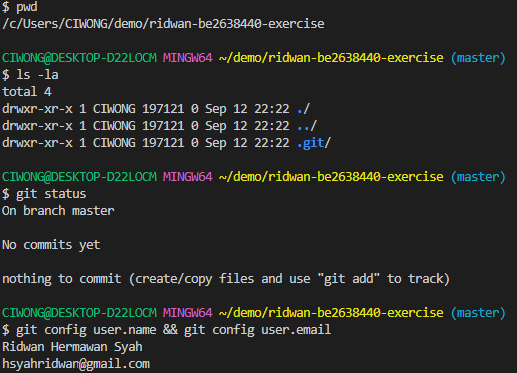 $ pwd
/c/Users/CIWONG/demo/ridwan-be2638440-exercise
CIWONG@DESKTOP-D22LOCM MINGW64 ~/demo/ridwan-be2638440-exercise (master)
$ ls -la
total 4
drwxr-xr-x 1 CIWONG 197121 0 Sep 12 22:22 ./
drwxr-xr-x 1 CIWONG 197121 0 Sep 12 22:22 ../
drwxr-xr-x 1 CIWONG 197121 0 Sep 12 22:22 .git/
CIWONG@DESKTOP-D22LOCM MINGW64 ~/demo/ridwan-be2638440-exercise (master)
$ git status
On branch master
No commits yet
nothing to commit (create/copy files and use "git add" to track)
CIWONG@DESKTOP-D22LOCM MINGW64 ~/demo/ridwan-be2638440-exercise (master)
$ git config user.name && git config user.email
Ridwan Hermawan Syah
hsyahridwan@gmail.com